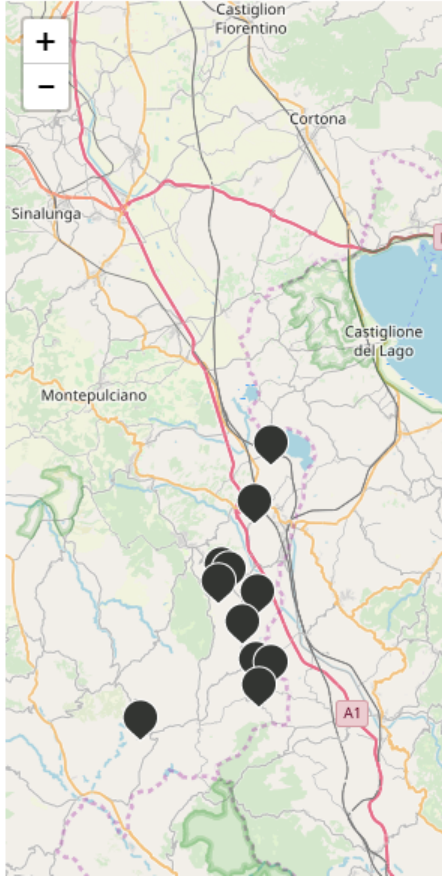 Castiglion
Fiorentino
+
−
Cortona
Sinalunga
Castiglione
del Lago
Montepulciano
A1